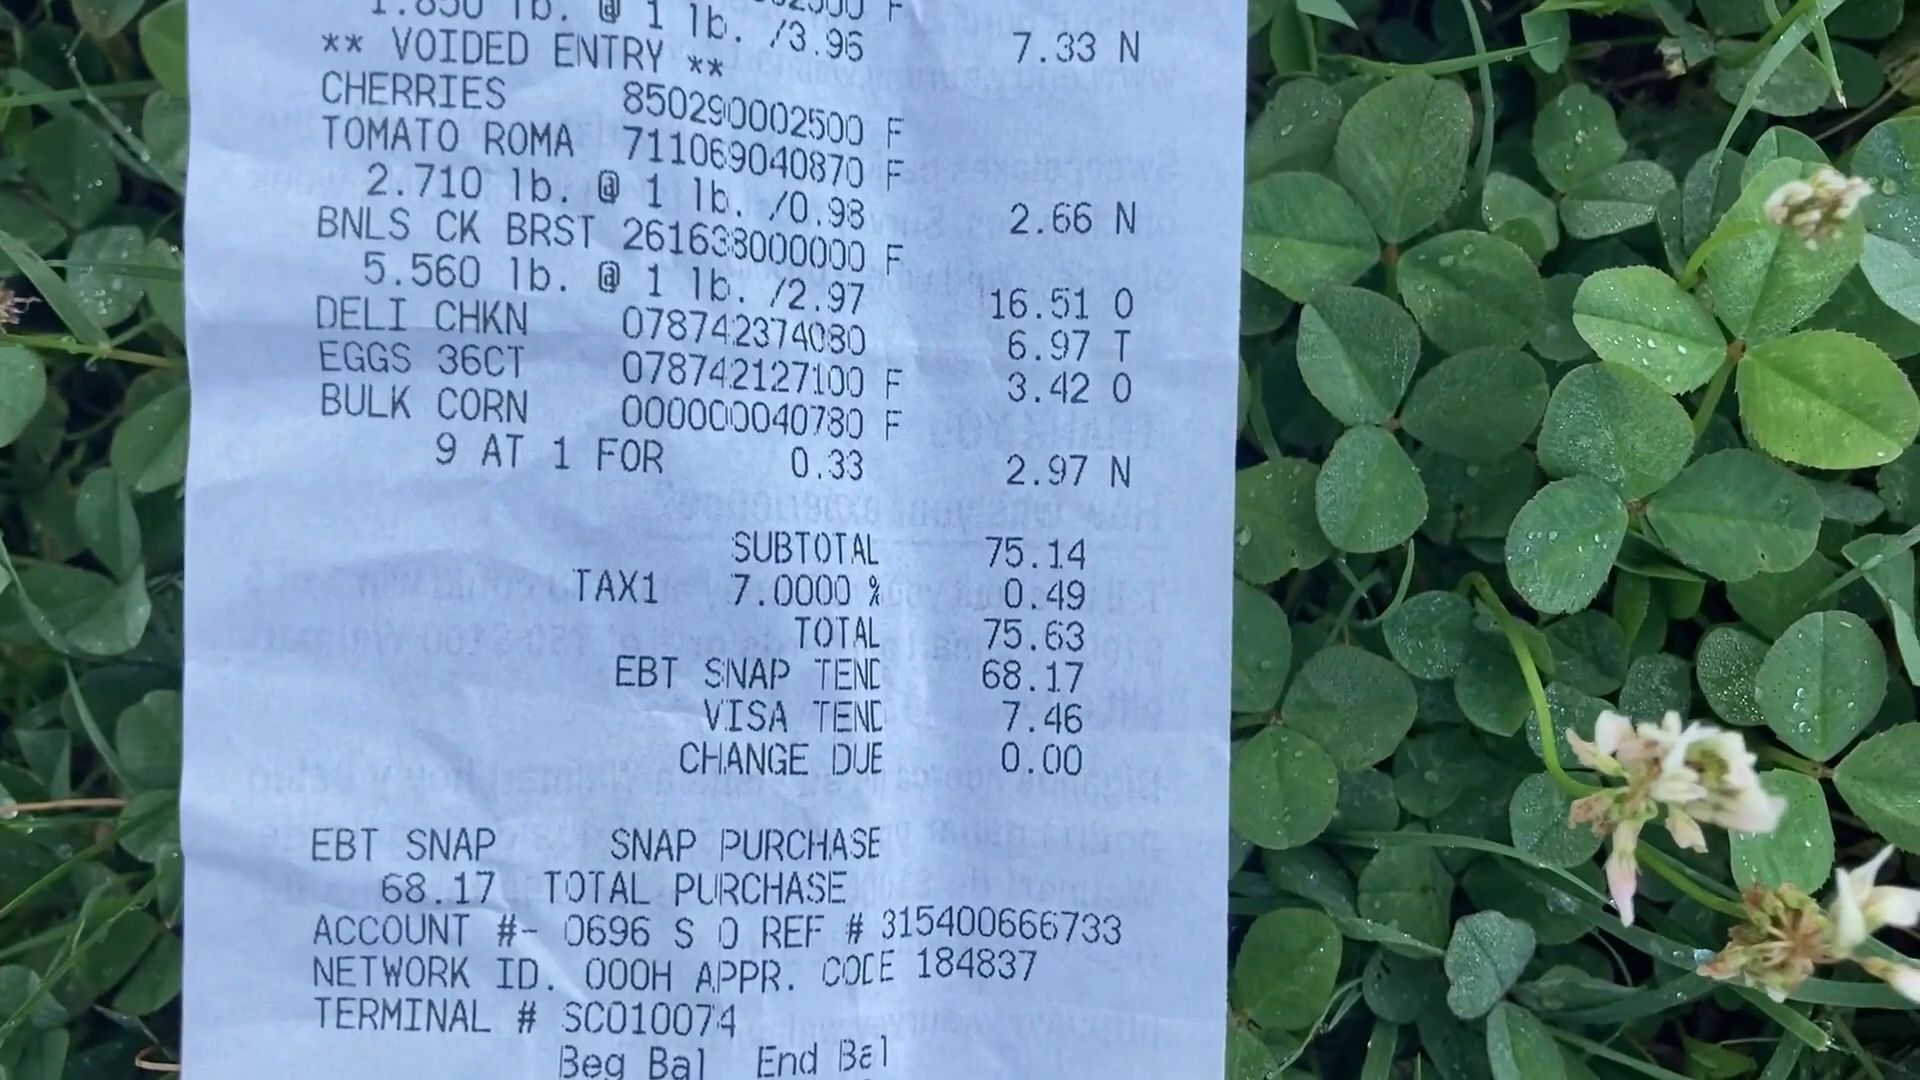 1.850 lb. @ 1 lb. /3.96 7.33 N
** VOIDED ENTRY **
CHERRIES 850290002500 F
TOMATO ROMA 711069040870 F
2.710 lb. @ 1 lb. /0.98 2.66 N
BNLS CK BRST 261638000000 F
5.560 lb. @ 1 lb. /2.97 16.51 O
DELI CHKN 078742374080 6.97 T
EGGS 36CT 078742127100 F 3.42 O
BULK CORN 000000040780 F
9 AT 1 FOR 0.33 2.97 N
SUBTOTAL 75.14
TAX1 7.0000 % 0.49
TOTAL 75.63
EBT SNAP TEND 68.17
VISA TEND 7.46
CHANGE DUE 0.00
EBT SNAP SNAP PURCHASE
68.17 TOTAL PURCHASE
ACCOUNT #- 0696 S 0 REF # 315400666733
NETWORK ID. 000H APPR. CODE 184837
TERMINAL # SC010074
Beg Bal End Bal